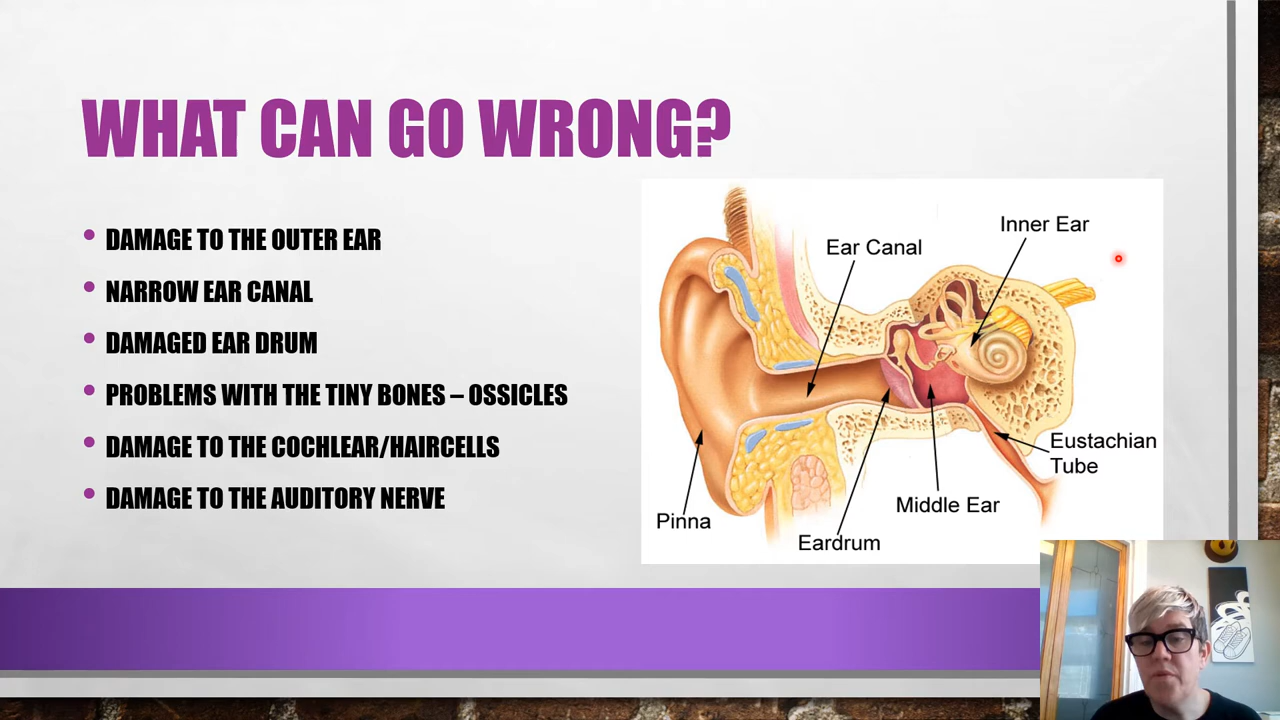 WHAT CAN GO WRONG?
• DAMAGE TO THE OUTER EAR
• NARROW EAR CANAL
• DAMAGED EAR DRUM
• PROBLEMS WITH THE TINY BONES – OSSICLES
• DAMAGE TO THE COCHLEAR/HAIRCELLS
• DAMAGE TO THE AUDITORY NERVE
Inner Ear
Ear Canal
Eustachian
Tube
Middle Ear
Pinna
Eardrum